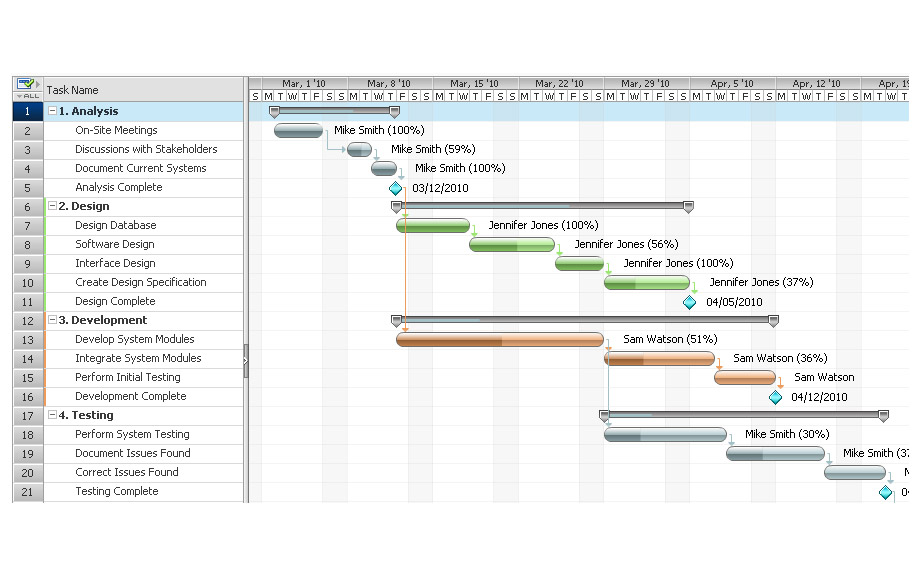 Mar, 1 '10 Mar, 8 '10 Mar, 15 '10 Mar, 22 '10 Mar, 29 '10 Apr, 5 '10 Apr, 12 '10 Apr, 19
ALL Task Name S M T W T F S S M T W T F S S M T W T F S S M T W T F S S M T W T F S S M T W T F S S M T W T F S S M T W
1 1. Analysis
2 On-Site Meetings Mike Smith (100%)
3 Discussions with Stakeholders Mike Smith (59%)
4 Document Current Systems Mike Smith (100%)
5 Analysis Complete 03/12/2010
6 2. Design
7 Design Database Jennifer Jones (100%)
8 Software Design Jennifer Jones (56%)
9 Interface Design Jennifer Jones (100%)
10 Create Design Specification Jennifer Jones (37%)
11 Design Complete 04/05/2010
12 3. Development
13 Develop System Modules Sam Watson (51%)
14 Integrate System Modules Sam Watson (36%)
15 Perform Initial Testing Sam Watson
16 Development Complete 04/12/2010
17 4. Testing
18 Perform System Testing Mike Smith (30%)
19 Document Issues Found Mike Smith (37
20 Correct Issues Found
21 Testing Complete